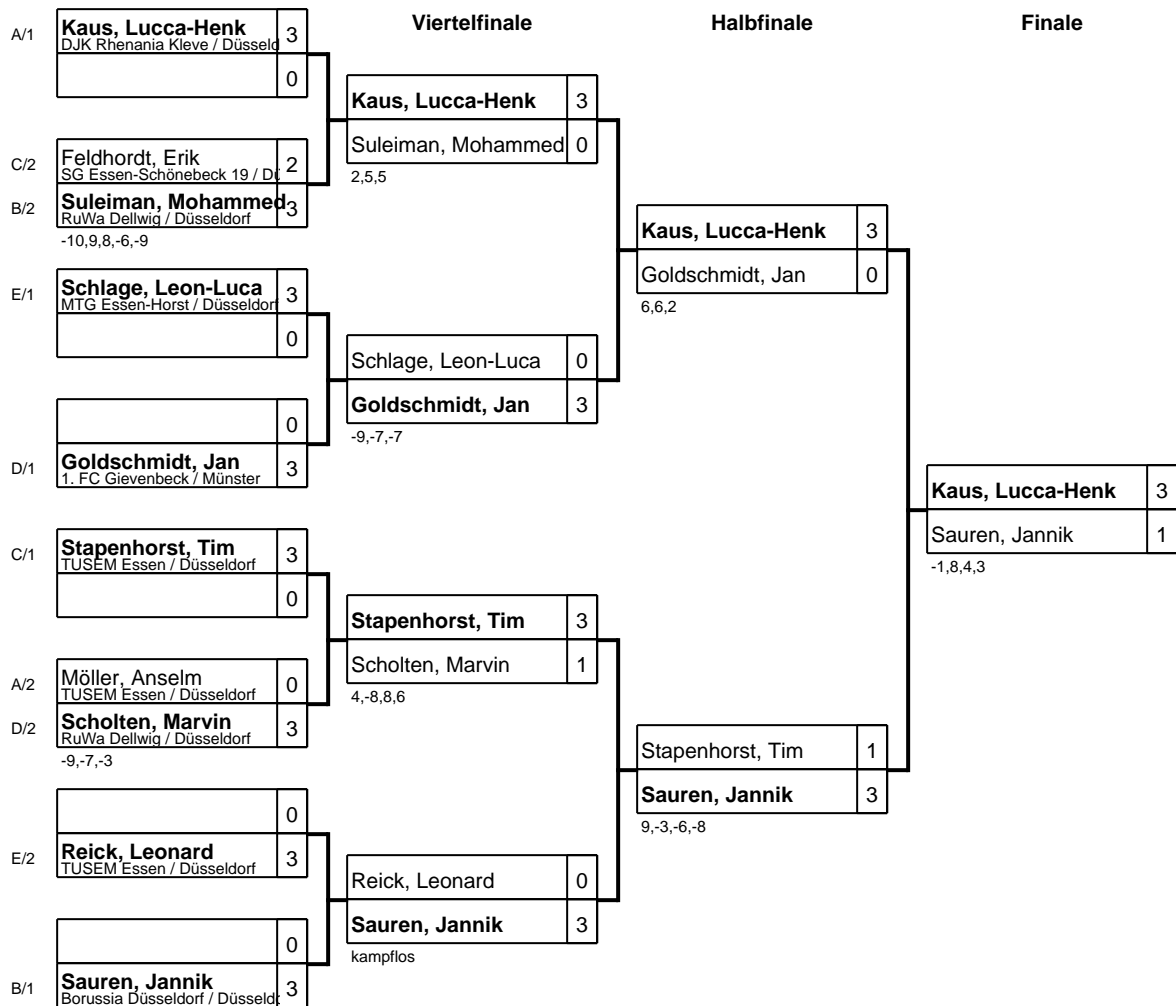 Viertelfinale
Halbfinale
Finale
A/1
Kaus, Lucca-Henk 3
DJK Rhenania Kleve / Düsseld
0
C/2
Feldhordt, Erik 2
SG Essen-Schönebeck 19 / Dü
B/2
Suleiman, Mohammed 3
RuWa Dellwig / Düsseldorf
-10,9,8,-6,-9
E/1
Schlage, Leon-Luca 3
MTG Essen-Horst / Düsseldorf
0
0
D/1
Goldschmidt, Jan 3
1. FC Gievenbeck / Münster
C/1
Stapenhorst, Tim 3
TUSEM Essen / Düsseldorf
0
A/2
Möller, Anselm 0
TUSEM Essen / Düsseldorf
D/2
Scholten, Marvin 3
RuWa Dellwig / Düsseldorf
-9,-7,-3
0
E/2
Reick, Leonard 3
TUSEM Essen / Düsseldorf
0
B/1
Sauren, Jannik 3
Borussia Düsseldorf / Düsseldo
Kaus, Lucca-Henk 3
Suleiman, Mohammed 0
2,5,5
Schlage, Leon-Luca 0
Goldschmidt, Jan 3
-9,-7,-7
Stapenhorst, Tim 3
Scholten, Marvin 1
4,-8,8,6
Reick, Leonard 0
Sauren, Jannik 3
kampflos
Kaus, Lucca-Henk 3
Goldschmidt, Jan 0
6,6,2
Stapenhorst, Tim 1
Sauren, Jannik 3
9,-3,-6,-8
Kaus, Lucca-Henk 3
Sauren, Jannik 1
-1,8,4,3